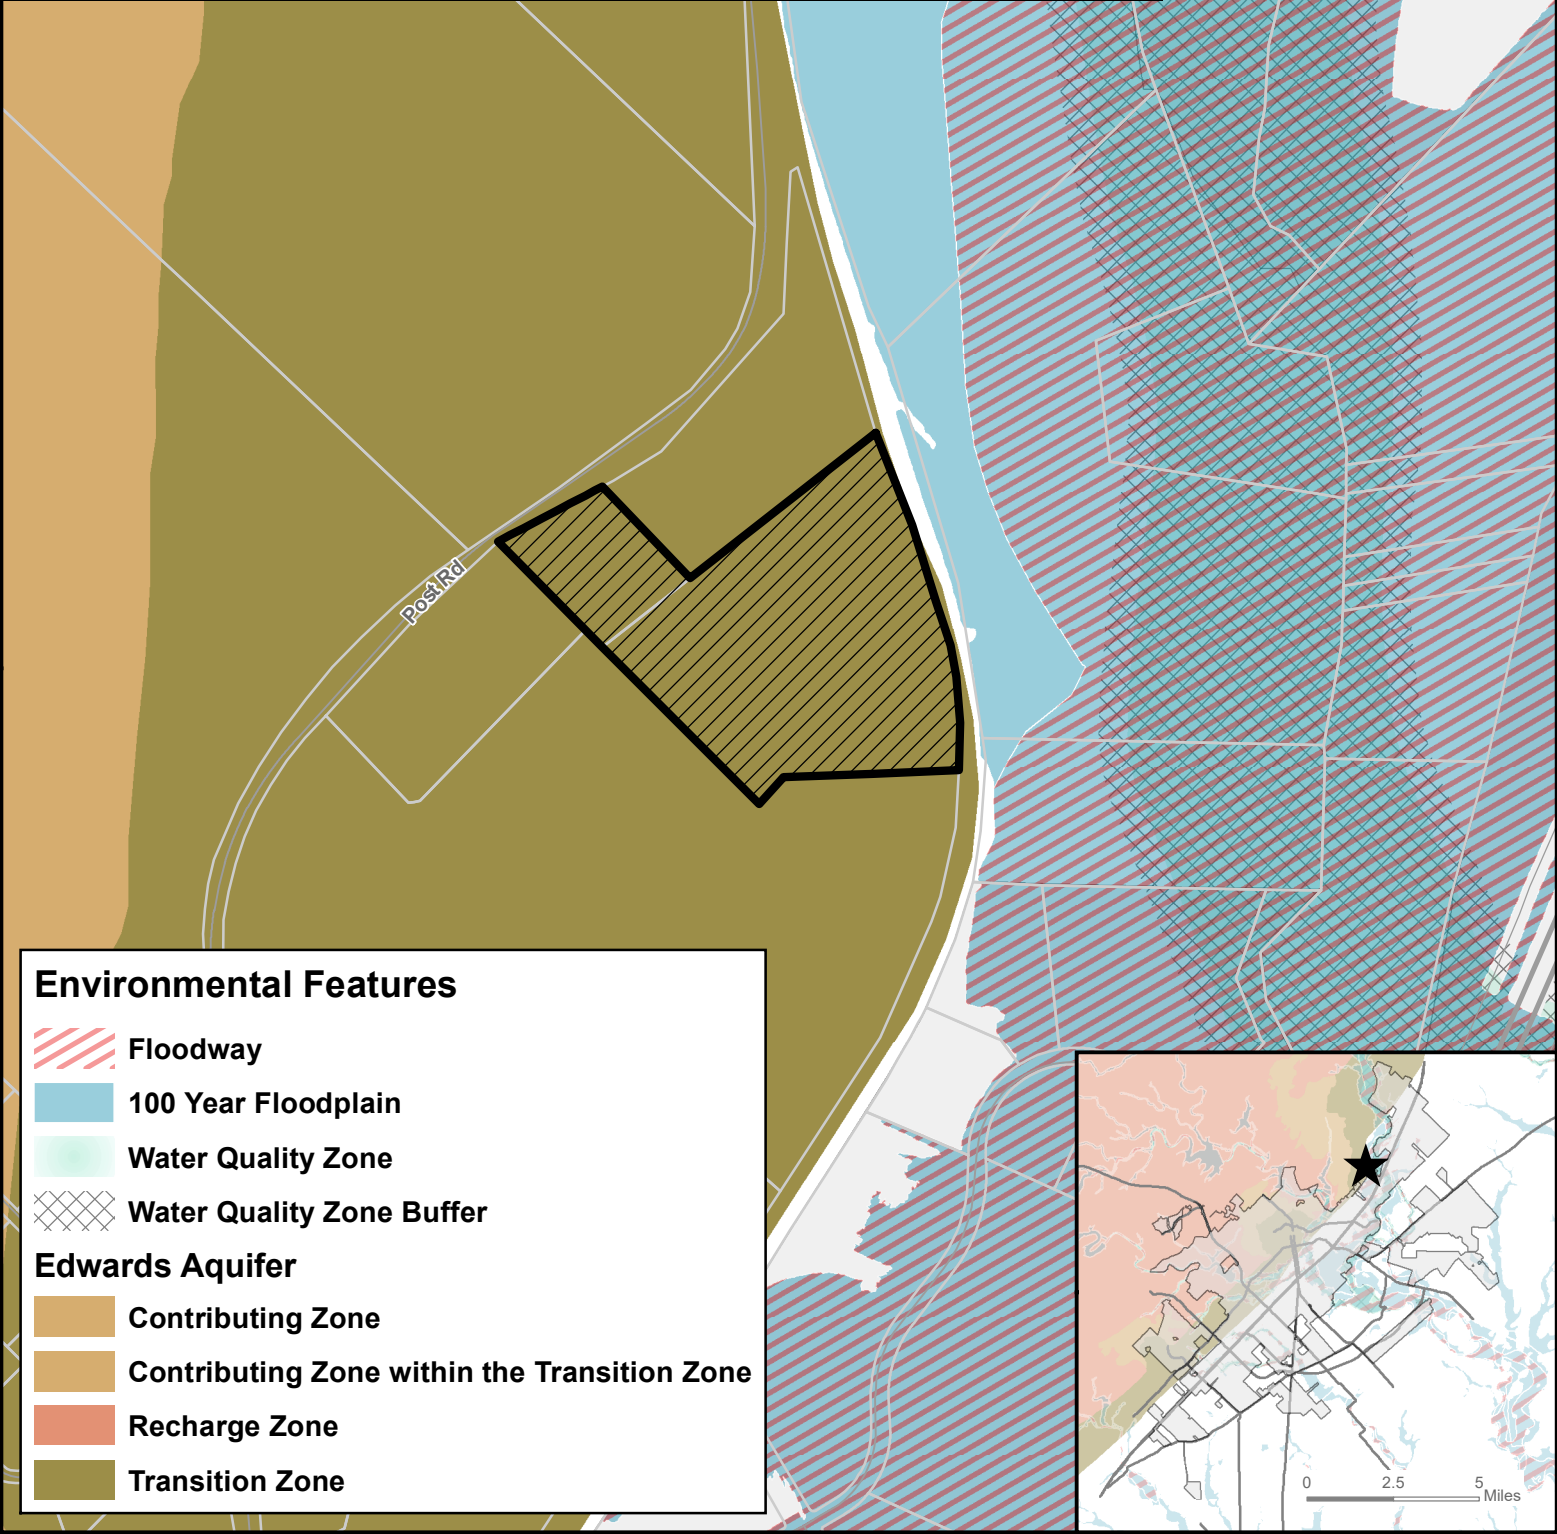 Post Rd
Environmental Features
Floodway
100 Year Floodplain
Water Quality Zone
Water Quality Zone Buffer
Edwards Aquifer
Contributing Zone
Contributing Zone within the Transition Zone
Recharge Zone
Transition Zone
0 2.5 5
Miles